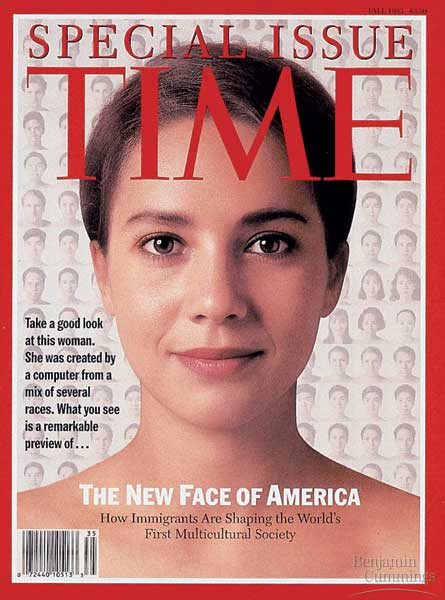 FALL 1993 $3.50
SPECIAL ISSUE
TIME
Take a good look
at this woman.
She was created by
a computer from a
mix of several
races. What you see
is a remarkable
preview of . . .
THE NEW FACE OF AMERICA
How Immigrants Are Shaping the World's
First Multicultural Society
35
0 72440 10513 3
Benjamin
Cummings